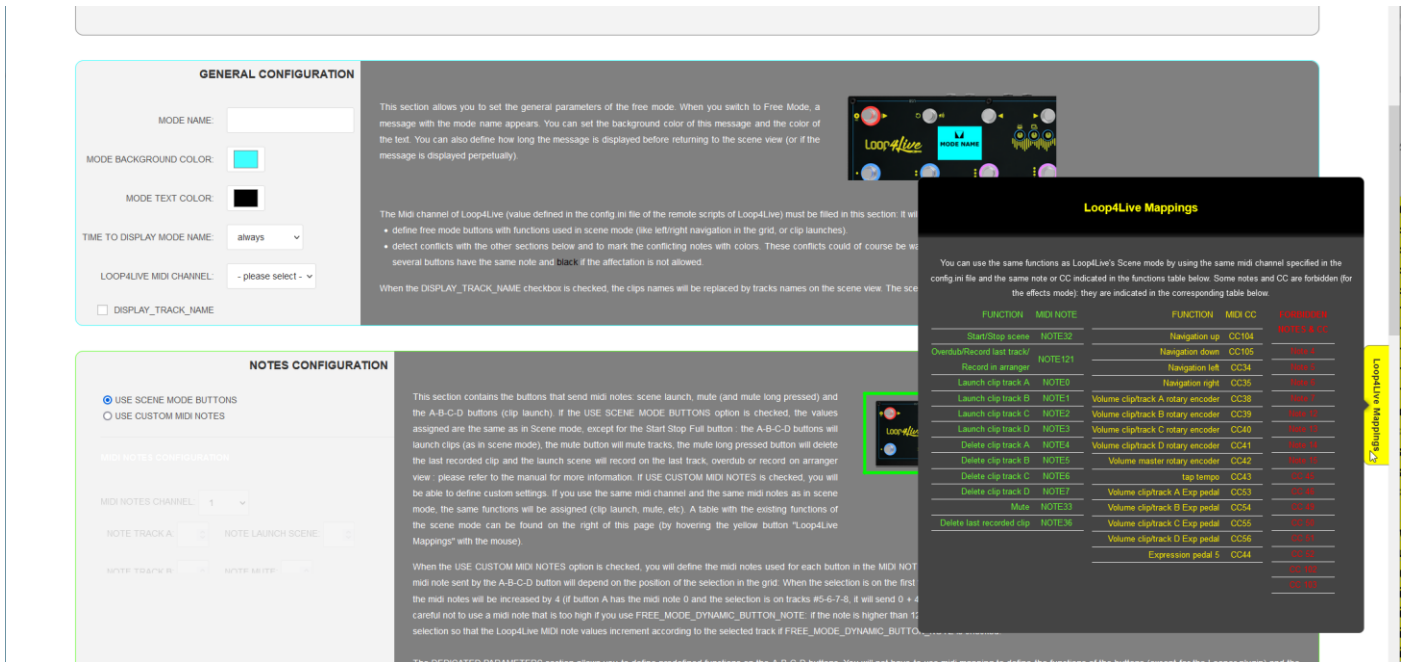 GENERAL CONFIGURATION
MODE NAME:
MODE BACKGROUND COLOR:
MODE TEXT COLOR:
TIME TO DISPLAY MODE NAME: always
LOOP4LIVE MIDI CHANNEL: - please select -
DISPLAY_TRACK_NAME
This section allows you to set the general parameters of the free mode. When you switch to Free Mode, a
message with the mode name appears. You can set the background color of this message and the color of
the text. You can also define how long the message is displayed before returning to the scene view (or if the
message is displayed perpetually).
Loop4Live
MODE NAME
The Midi channel of Loop4Live (value defined in the config ini file of the remote scripts of Loop4Live) must be filled in this section: It wil
• define free mode buttons with functions used in scene mode (like left/right navigation in the grid, or clip launches).
• detect conflicts with the other sections below and to mark the conflicting notes with colors. These conflicts could of course be wa
several buttons have the same note and black if the affectation is not allowed.
When the DISPLAY_TRACK_NAME checkbox is checked, the clips names will be replaced by tracks names on the scene view. The sce
NOTES CONFIGURATION
USE SCENE MODE BUTTONS
USE CUSTOM MIDI NOTES
MIDI NOTES CONFIGURATION
MIDI NOTES CHANNEL: 1
NOTE TRACK A: NOTE LAUNCH SCENE:
NOTE TRACK B: NOTE MUTE:
This section contains the buttons that send midi notes: scene launch, mute (and mute long pressed) and
the A-B-C-D buttons (clip launch). If the USE SCENE MODE BUTTONS option is checked, the values
assigned are the same as in Scene mode, except for the Start Stop Full button : the A-B-C-D buttons will
launch clips (as in scene mode), the mute button will mute tracks, the mute long pressed button will delete
the last recorded clip and the launch scene will record on the last track, overdub or record on arranger
view : please refer to the manual for more information. If USE CUSTOM MIDI NOTES is checked, you will
be able to define custom settings. If you use the same midi channel and the same midi notes as in scene
mode, the same functions will be assigned (clip launch, mute, etc). A table with the existing functions of
the scene mode can be found on the right of this page (by hovering the yellow button "Loop4Live
Mappings" with the mouse).
When the USE CUSTOM MIDI NOTES option is checked, you will define the midi notes used for each button in the MIDI NOT
midi note sent by the A-B-C-D button will depend on the position of the selection in the grid: When the selection is on the first
the midi notes will be increased by 4 (if button A has the midi note 0 and the selection is on tracks #5-6-7-8, it will send 0 + 4
careful not to use a midi note that is too high if you use FREE_MODE_DYNAMIC_BUTTON_NOTE: if the note is higher than 12
selection so that the Loop4Live MIDI note values increment according to the selected track if FREE_MODE_DYNAMIC_BUTTO
The DEDICATED PARAMETERS section allows you to define predefined functions on the A-B-C-D buttons. You will not have to use midi mapping to define the functions of the buttons
Loop4Live Mappings
You can use the same functions as Loop4Live's Scene mode by using the same midi channel specified in the
config.ini file and the same note or CC indicated in the functions table below. Some notes and CC are forbidden (for
the effects mode): they are indicated in the corresponding table below.
FUNCTION MIDI NOTE
Start/Stop scene NOTE32
Overdub/Record last track/
Record in arranger NOTE121
Launch clip track A NOTE0
Launch clip track B NOTE1
Launch clip track C NOTE2
Launch clip track D NOTE3
Delete clip track A NOTE4
Delete clip track B NOTE5
Delete clip track C NOTE6
Delete clip track D NOTE7
Mute NOTE33
Delete last recorded clip NOTE36
FUNCTION MIDI CC
Navigation up CC104
Navigation down CC105
Navigation left CC34
Navigation right CC35
Volume clip/track A rotary encoder CC38
Volume clip/track B rotary encoder CC39
Volume clip/track C rotary encoder CC40
Volume clip/track D rotary encoder CC41
Volume master rotary encoder CC42
tap tempo CC43
Volume clip/track A Exp pedal CC53
Volume clip/track B Exp pedal CC54
Volume clip/track C Exp pedal CC55
Volume clip/track D Exp pedal CC56
Expression pedal 5 CC44
FORBIDDEN
NOTES & CC
Loop4Live Mappings